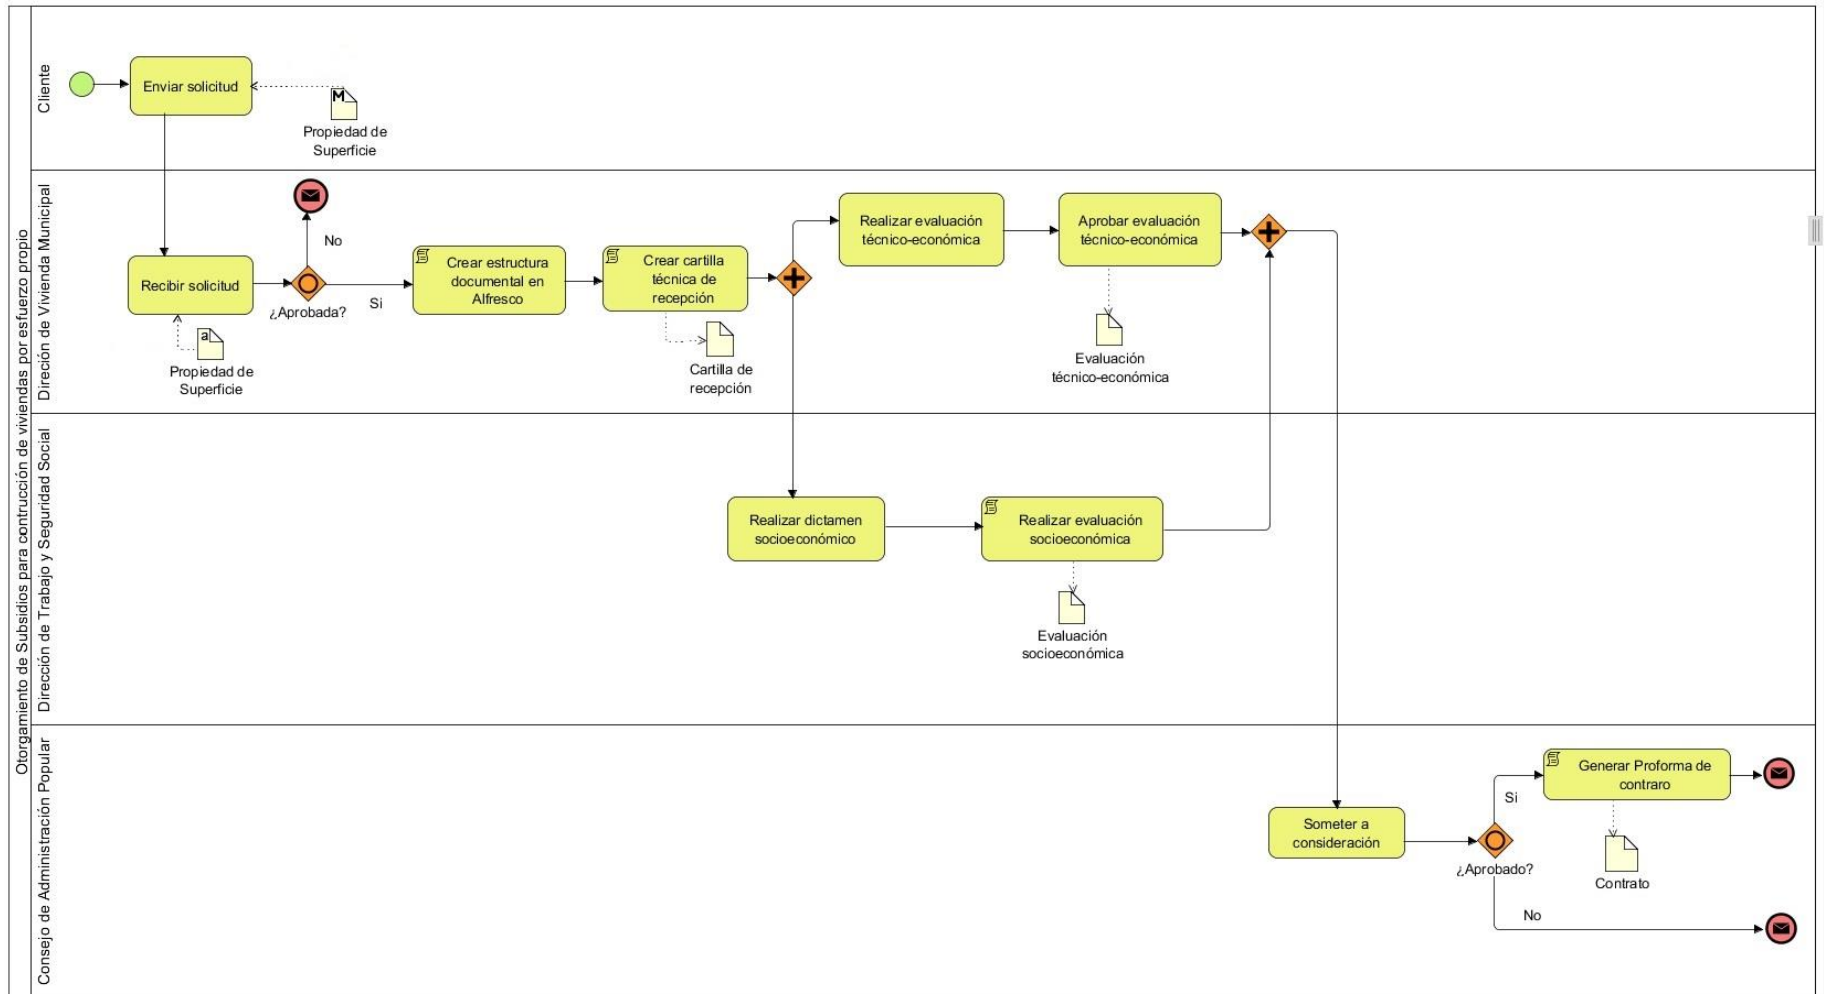 Otorgamiento de Subsidios para contrucción de viviendas por esfuerzo propio
Cliente
Enviar solicitud
M
Propiedad de
Superficie
Direción de Vivienda Municipal
No
Recibir solicitud
¿Aprobada?
Si
a
Propiedad de
Superficie
Crear estructura
documental en
Alfresco
Crear cartilla
técnica de
recepción
Cartilla de
recepción
Realizar evaluación
técnico-económica
Aprobar evaluación
técnico-económica
Evaluación
técnico-económica
Dirección de Trabajo y Seguridad Social
Realizar dictamen
socioeconómico
Realizar evaluación
socioeconómica
Evaluación
socioeconómica
Consejo de Administración Popular
Someter a
consideración
¿Aprobado?
Si
Generar Proforma de
contraro
Contrato
No